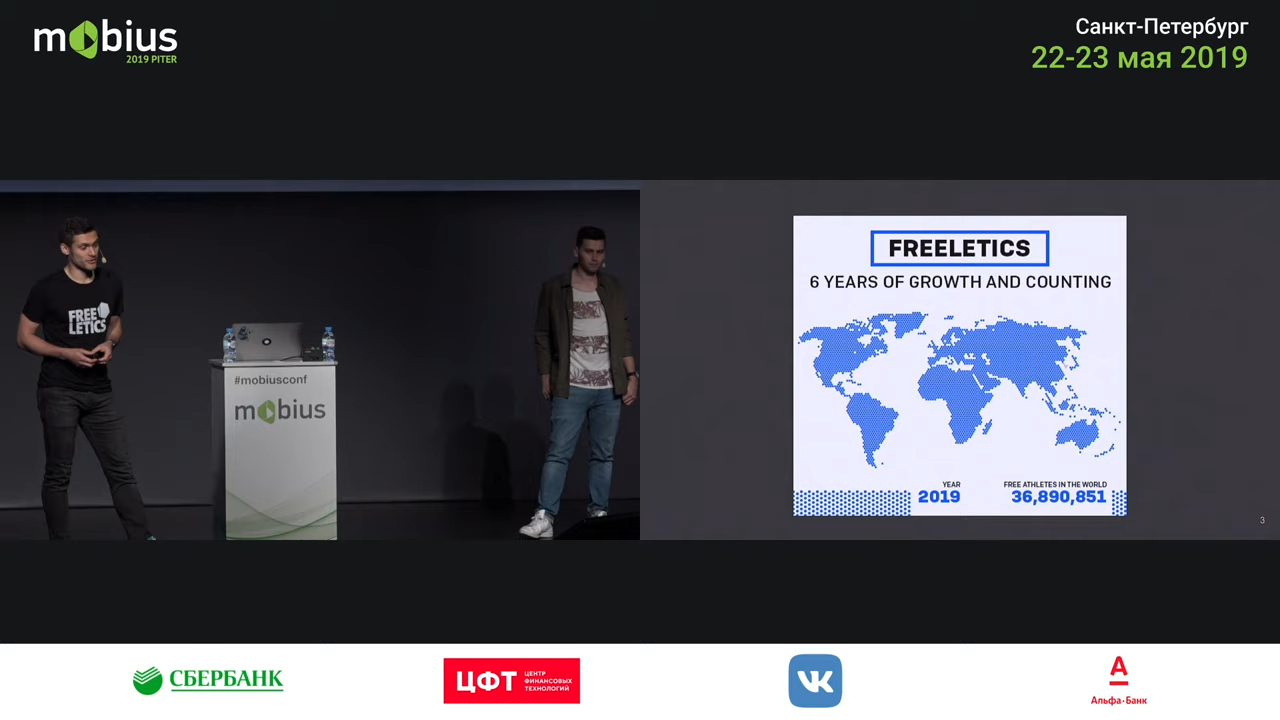 mobius
2019 PITER
Санкт-Петербург
22-23 мая 2019
FREE
LETICS
#mobiusconf
mobius
FREELETICS
6 YEARS OF GROWTH AND COUNTING
YEAR
2019
FREE ATHLETES IN THE WORLD
36,890,851
3
СБЕРБАНК
ЦФТ
ЦЕНТР
ФИНАНСОВЫХ
ТЕХНОЛОГИЙ
VK
А
Альфа·Банк